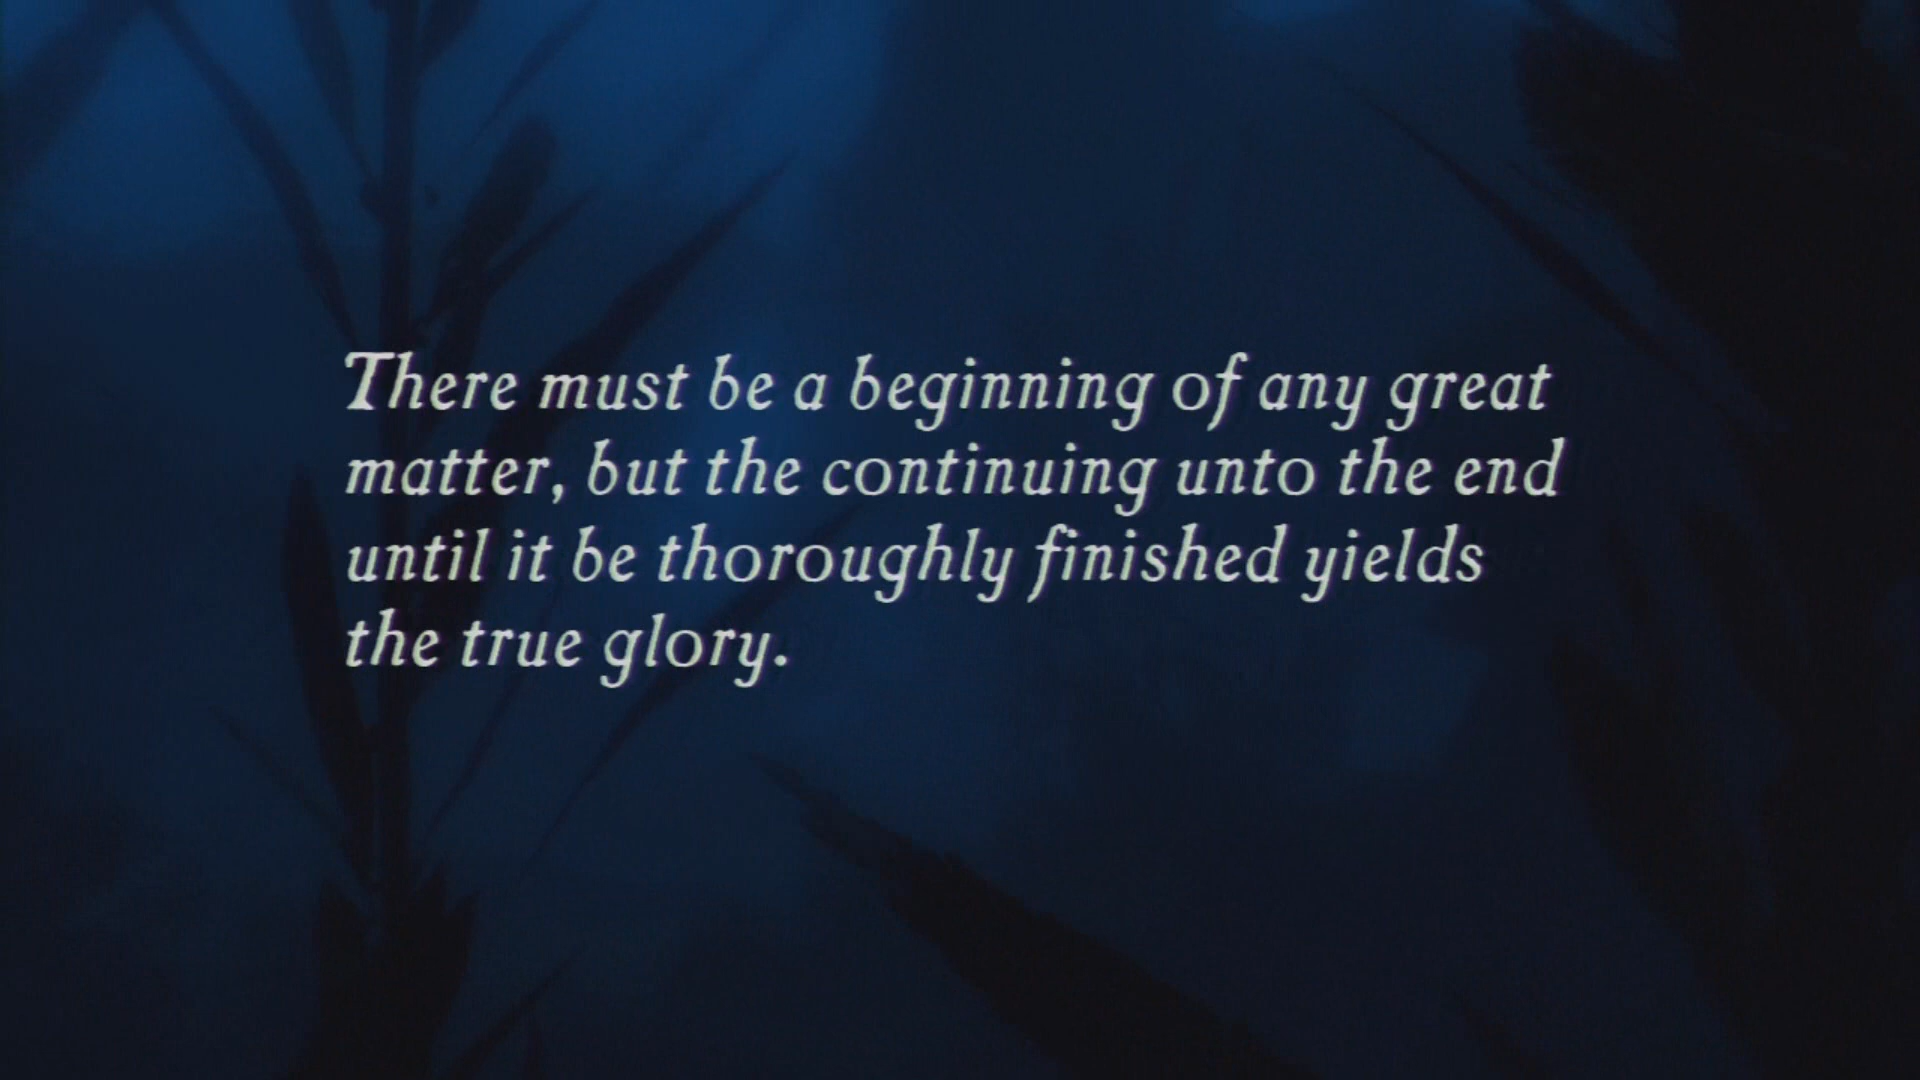 There must be a beginning of any great
matter, but the continuing unto the end
until it be thoroughly finished yields
the true glory.